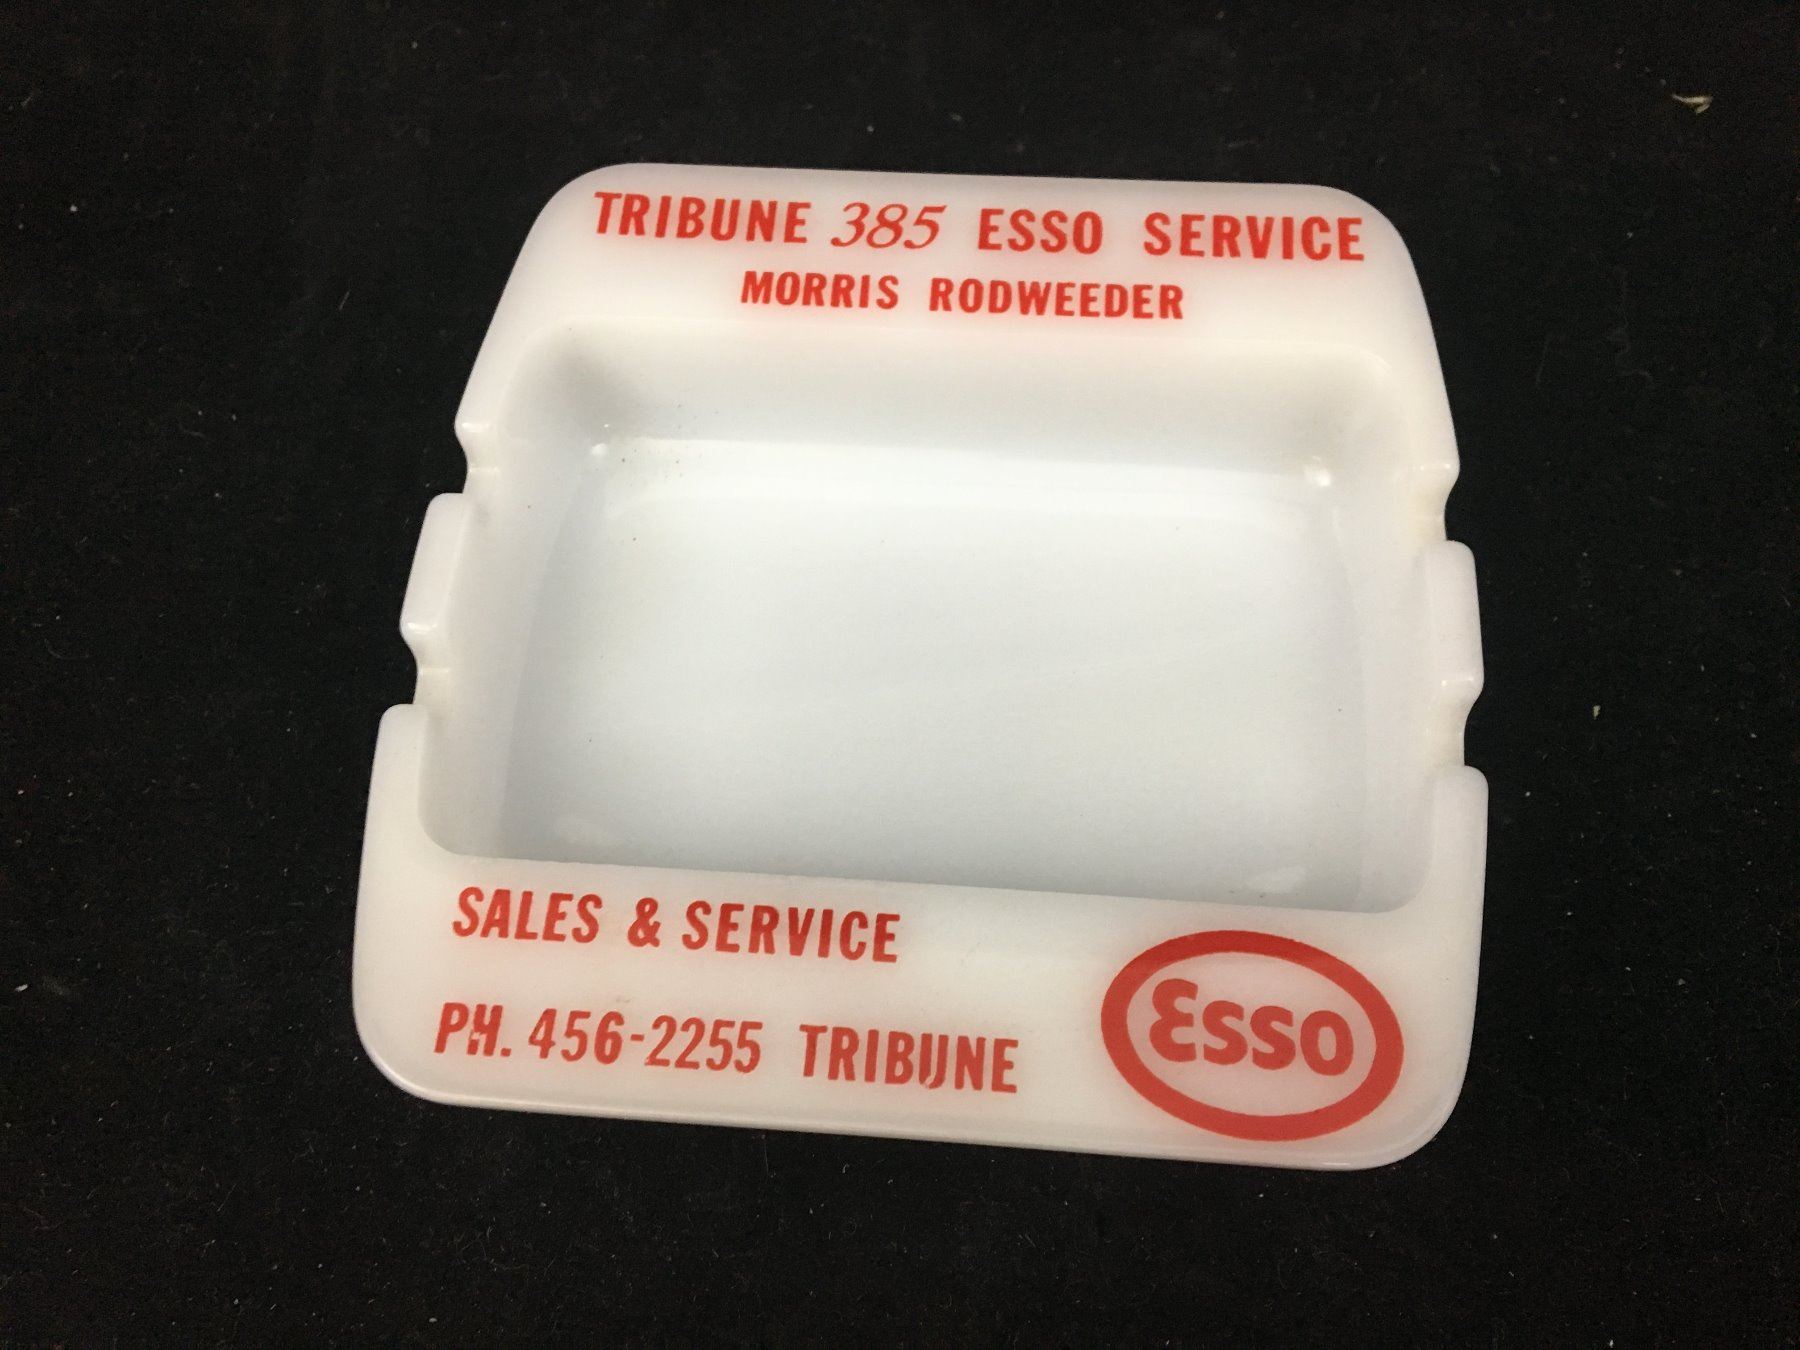 TRIBUNE 385 ESSO SERVICE
MORRIS RODWEEDER
SALES & SERVICE
PH. 456-2255 TRIBUNE
Esso